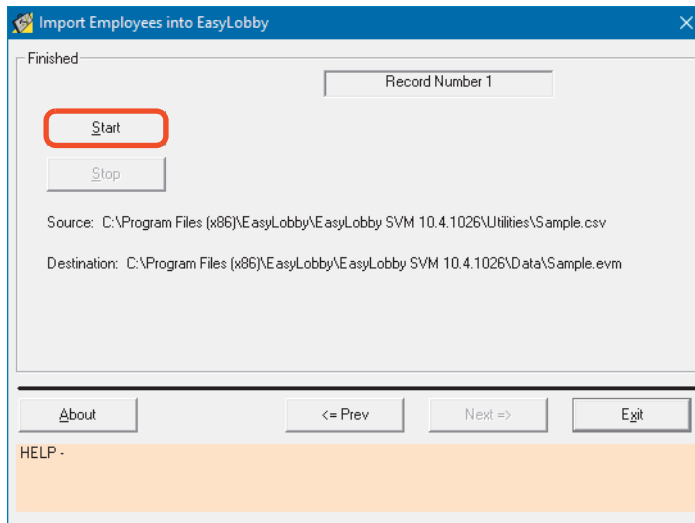 Import Employees into EasyLobby
Finished
Record Number 1
Start
Stop
Source: C:\Program Files (x86)\EasyLobby\EasyLobby SVM 10.4.1026\Utilities\Sample.csv
Destination: C:\Program Files (x86)\EasyLobby\EasyLobby SVM 10.4.1026\Data\Sample.evm
About
<= Prev
Next =>
Exit
HELP -